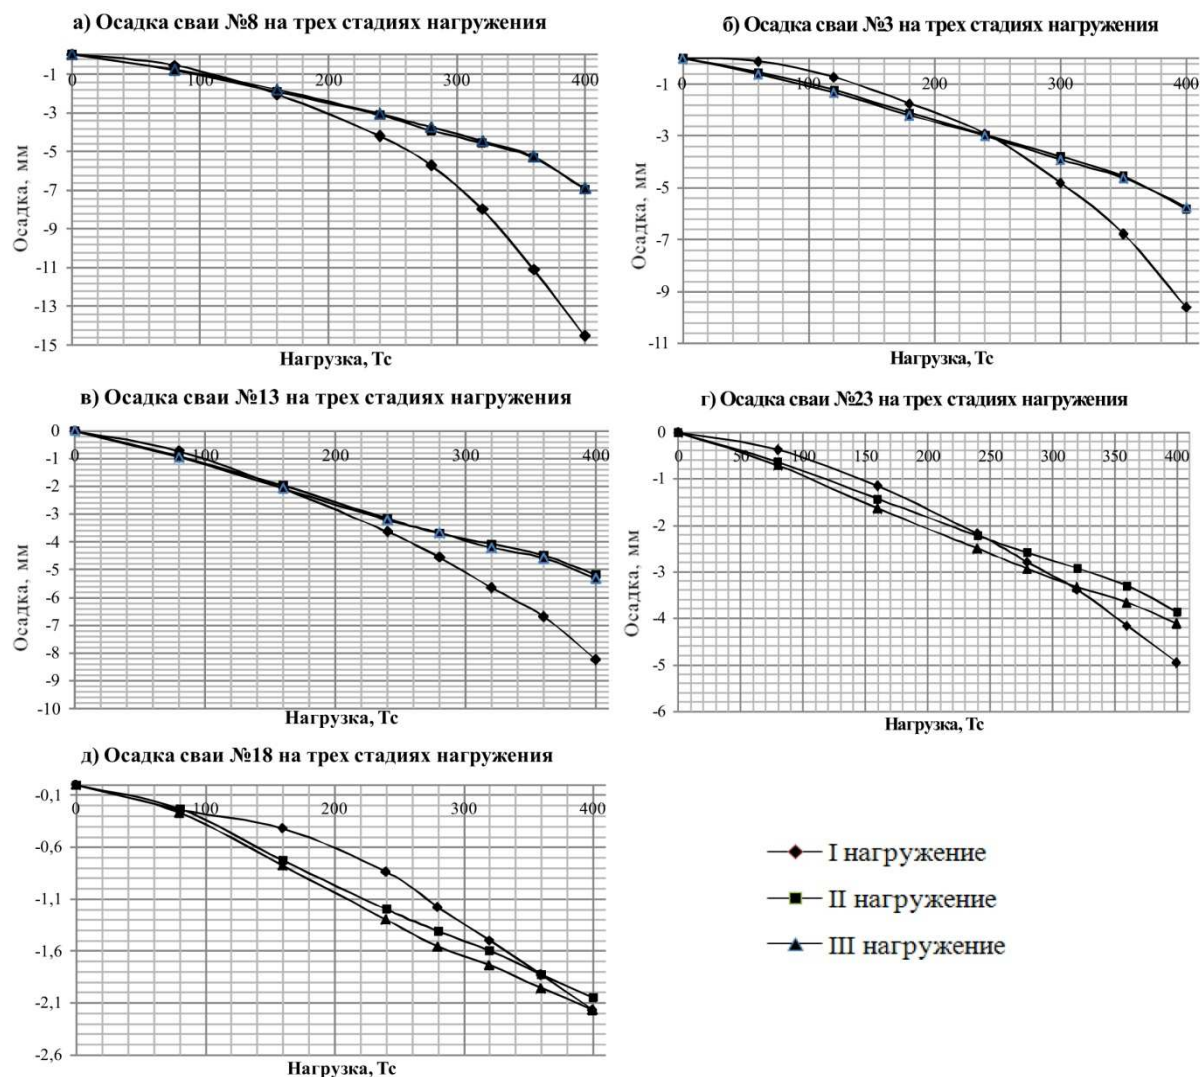 а) Осадка сваи №8 на трех стадиях нагружения
0 100 200 300 400
-1
-3
-5
-7
-9
-11
-13
-15
Осадка, мм
Нагрузка, Тс
б) Осадка сваи №3 на трех стадиях нагружения
0 100 200 300 400
-1
-3
-5
-7
-9
-11
Осадка, мм
Нагрузка, Тс
в) Осадка сваи №13 на трех стадиях нагружения
0
0 100 200 300 400
-1
-2
-3
-4
-5
-6
-7
-8
-9
-10
Осадка, мм
Нагрузка, Тс
г) Осадка сваи №23 на трех стадиях нагружения
0
0 50 100 150 200 250 300 350 400
-1
-2
-3
-4
-5
-6
Осадка, мм
Нагрузка, Тс
д) Осадка сваи №18 на трех стадиях нагружения
-0,1
0 100 200 300 400
-0,6
-1,1
-1,6
-2,1
-2,6
Осадка, мм
Нагрузка, Тс
I нагружение
II нагружение
III нагружение